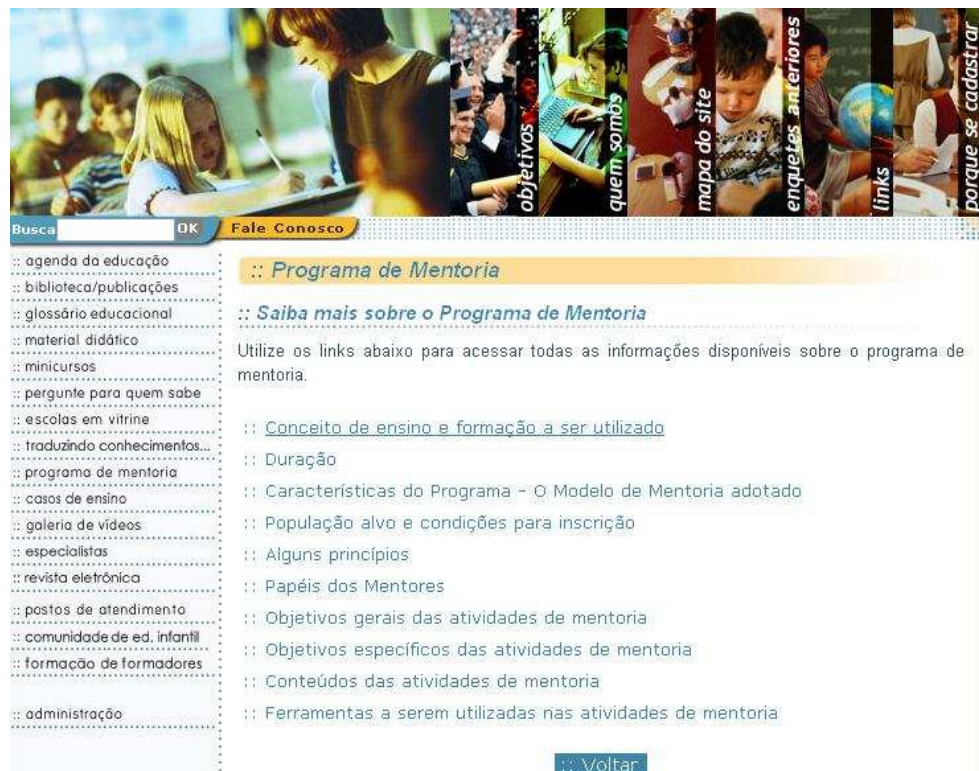 objetivos
quem somos
mapa do site
enquetes anteriores
links
porque se cadastrar
Busca OK Fale Conosco
:: agenda da educação
:: biblioteca/publicações
:: glossário educacional
:: material didático
:: minicursos
:: pergunte para quem sabe
:: escolas em vitrine
:: traduzindo conhecimentos...
:: programa de mentoria
:: casos de ensino
:: galeria de vídeos
:: especialistas
:: revista eletrônica
:: postos de atendimento
:: comunidade de ed. infantil
:: formação de formadores
:: administração
:: Programa de Mentoria
:: Saiba mais sobre o Programa de Mentoria
Utilize os links abaixo para acessar todas as informações disponíveis sobre o programa de
mentoria.
:: Conceito de ensino e formação a ser utilizado
:: Duração
:: Características do Programa - O Modelo de Mentoria adotado
:: População alvo e condições para inscrição
:: Alguns princípios
:: Papéis dos Mentores
:: Objetivos gerais das atividades de mentoria
:: Objetivos específicos das atividades de mentoria
:: Conteúdos das atividades de mentoria
:: Ferramentas a serem utilizadas nas atividades de mentoria
:: Voltar